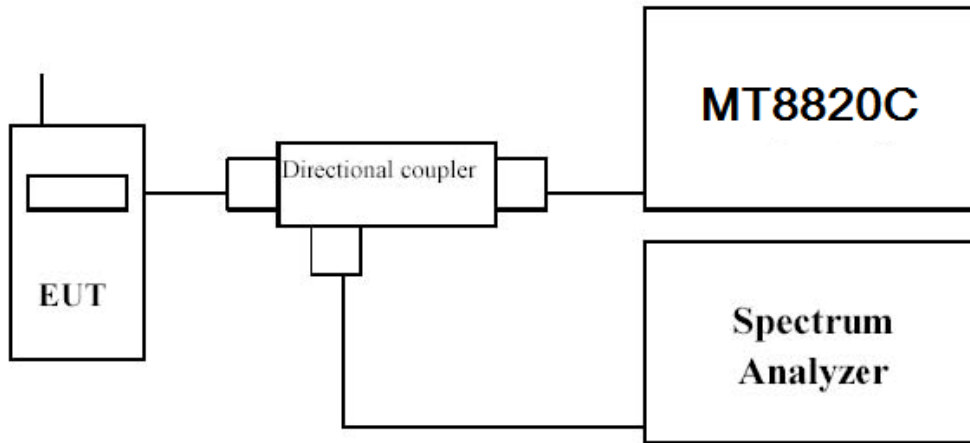 MT8820C
Directional coupler
EUT
Spectrum
Analyzer